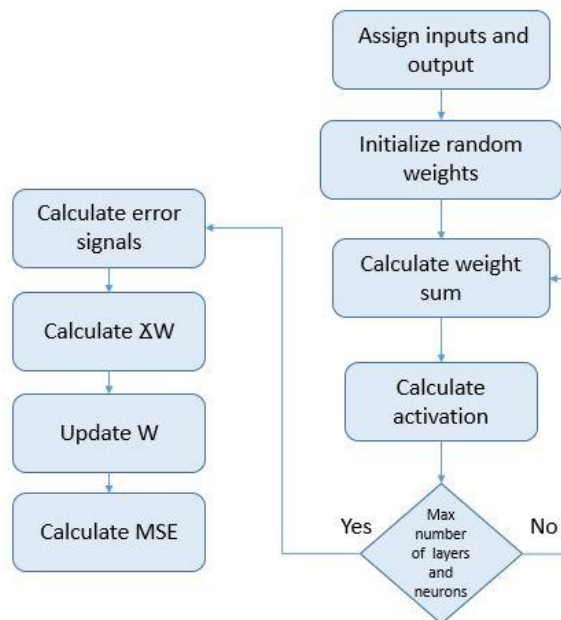 Assign inputs and
output
Initialize random
weights
Calculate weight
sum
Calculate
activation
Max
number
of layers
and
neurons
Yes
No
Calculate error
signals
Calculate ⴳW
Update W
Calculate MSE